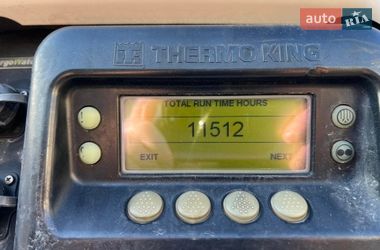 auto RIA
THERMO KING
TOTAL RUN TIME HOURS
11512
EXIT NEXT